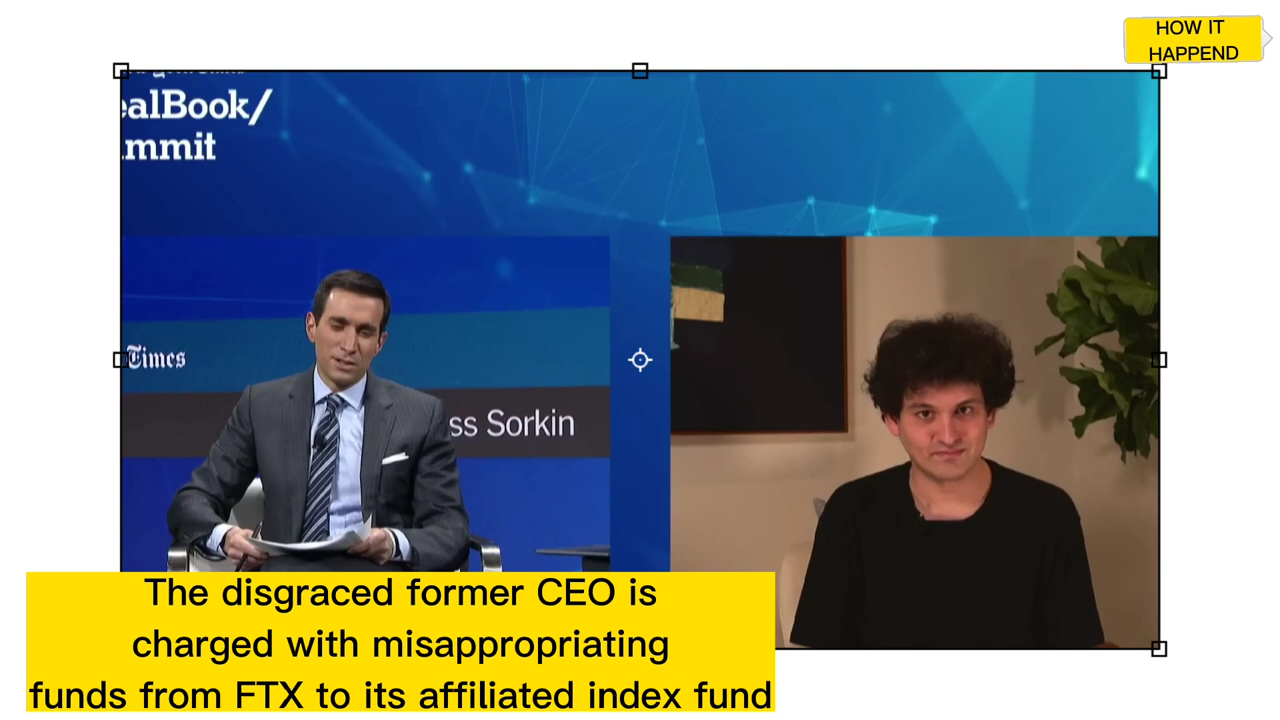 HOW IT
HAPPEND
ealBook/
mmit
Times
ss Sorkin
The disgraced former CEO is
charged with misappropriating
funds from FTX to its affiliated index fund